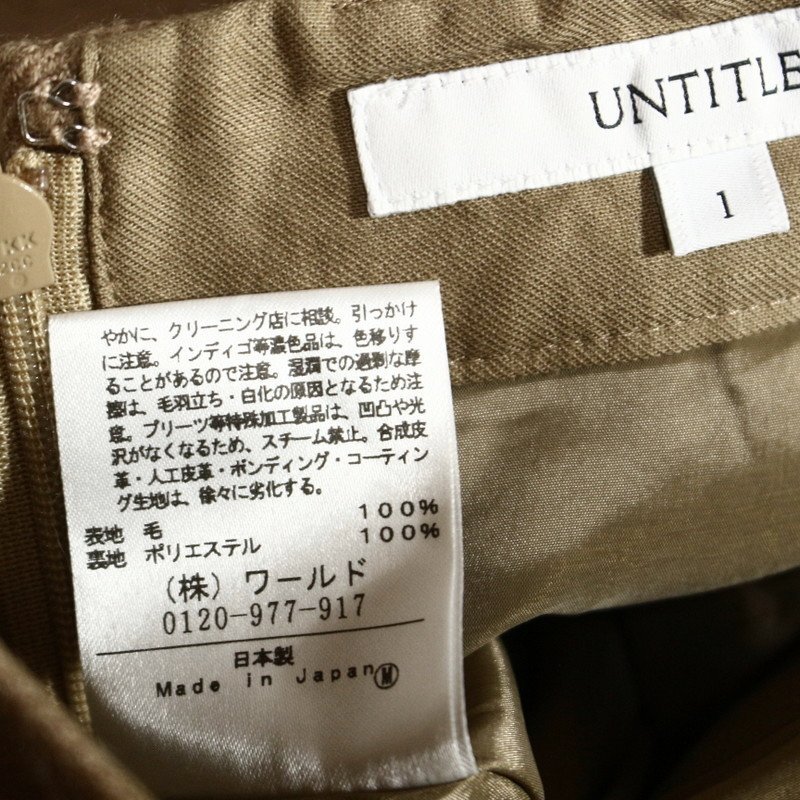 UNTITLE
1
やかに、クリーニング店に相談。引っかけ
に注意。インディゴ等濃色品は、色移りす
ることがあるので注意。湿潤での過剰な摩
擦は、毛羽立ち・白化の原因となるため注
意。プリーツ等特殊加工製品は、凹凸や光
沢がなくなるため、スチーム禁止。合成皮
革・人工皮革・ボンディング・コーティン
グ生地は、徐々に劣化する。
表地 毛 100%
裏地 ポリエステル 100%
(株) ワールド
0120-977-917
日本製
Made in Japan Ⓜ